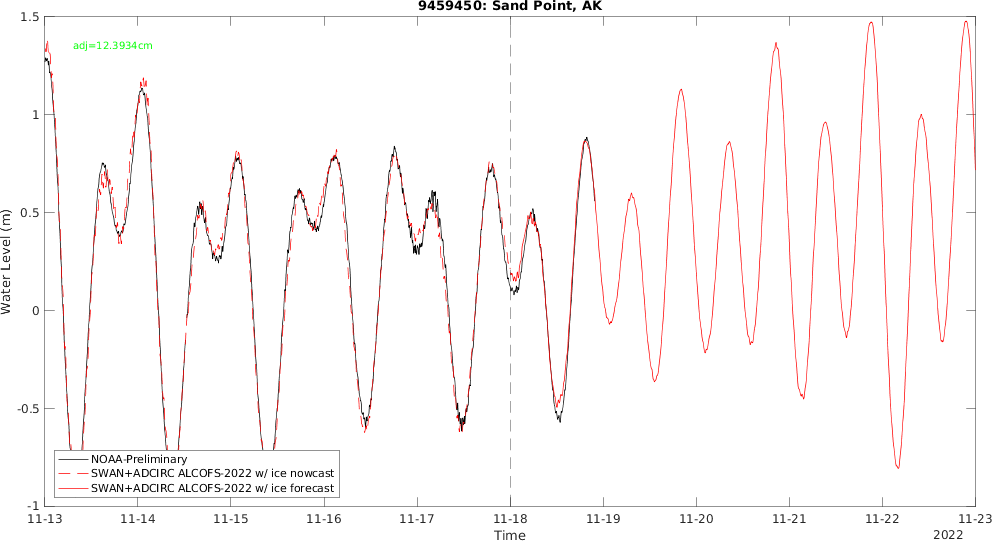 9459450: Sand Point, AK
adj=12.3934cm
1.5
1
0.5
0
-0.5
-1
Water Level (m)
NOAA-Preliminary
SWAN+ADCIRC ALCOFS-2022 w/ ice nowcast
SWAN+ADCIRC ALCOFS-2022 w/ ice forecast
11-13 11-14 11-15 11-16 11-17 11-18 11-19 11-20 11-21 11-22 11-23
Time
2022